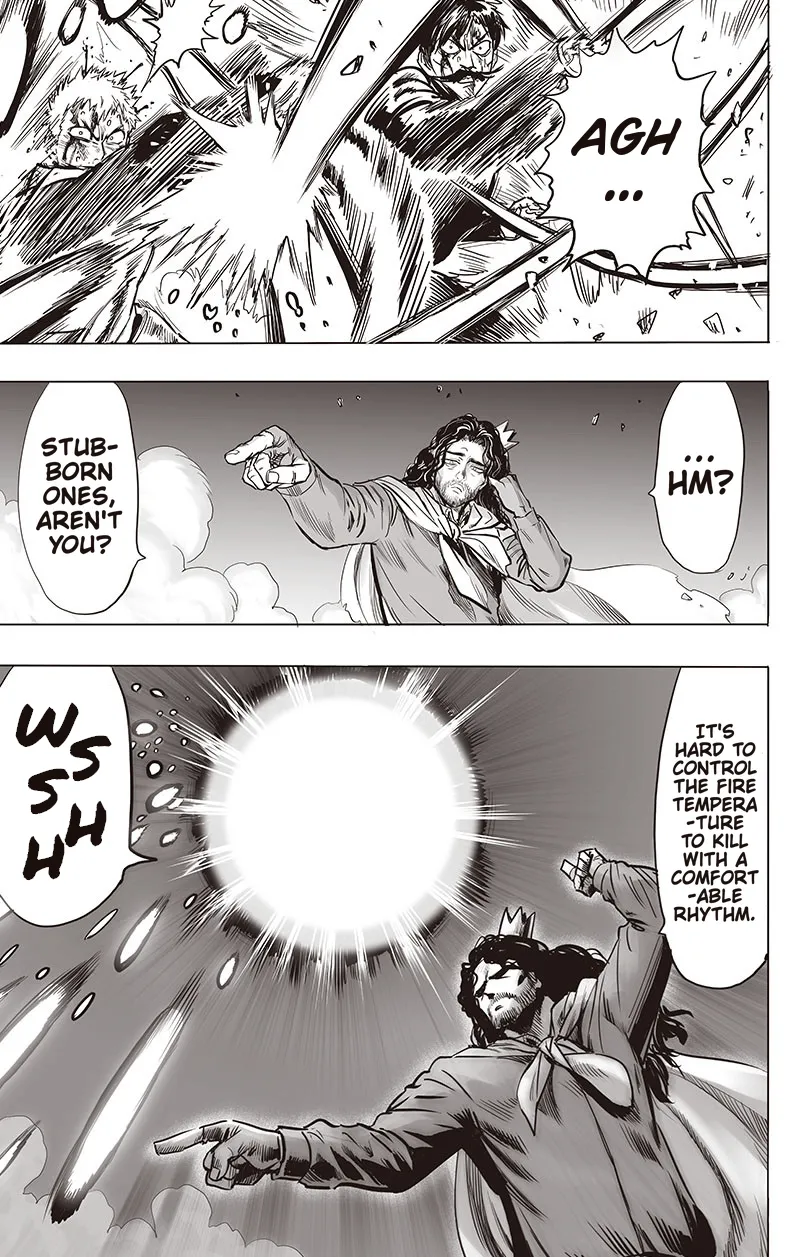 AGH
...
...
HM?
STUB-
BORN
ONES,
AREN'T
YOU?
IT'S
HARD TO
CONTROL
THE FIRE
TEMPERA
-TURE
TO KILL
WITH A
COMFORT
-ABLE
RHYTHM.
WSSHH